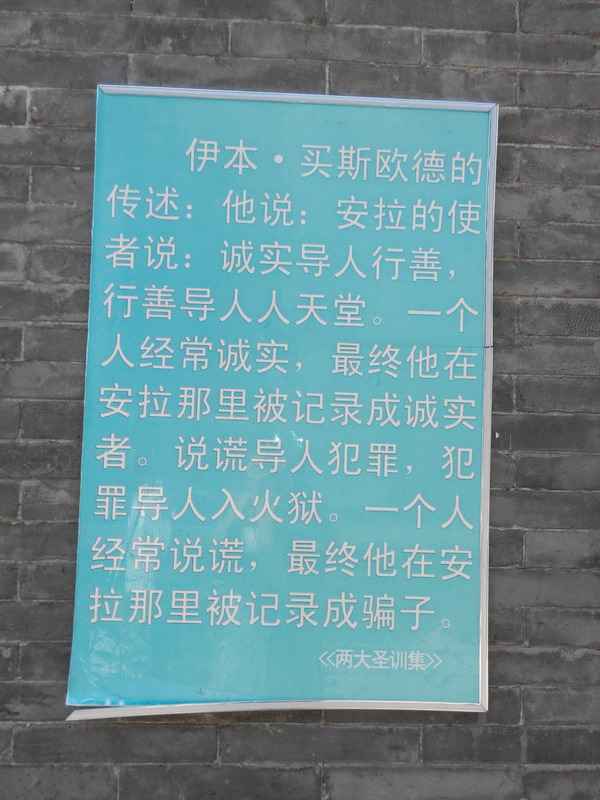 伊本·买斯欧德的
传述：他说：安拉的使
者说：诚实导人行善，
行善导人人天堂。一个
人经常诚实，最终他在
安拉那里被记录成诚实
者。说谎导人犯罪，犯
罪导人入火狱。一个人
经常说谎，最终他在安
拉那里被记录成骗子。
《两大圣训集》